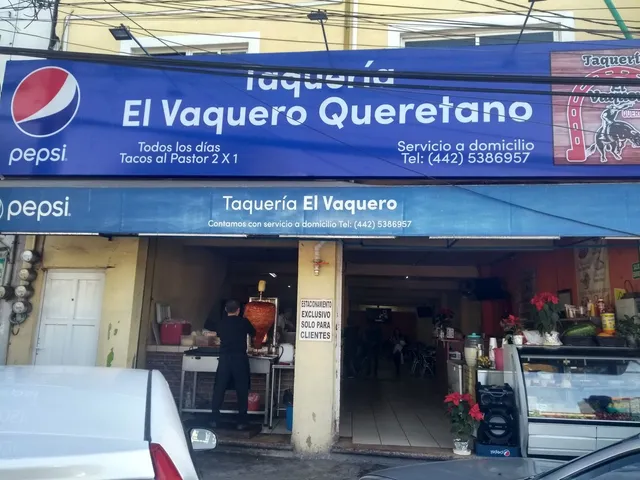 Taquería
El Vaquero Queretano
pepsi
Todos los días
Tacos al Pastor 2 X 1
Servicio a domicilio
Tel: (442) 5386957
Taquería
pepsi
Taquería El Vaquero
Contamos con servicio a domicilio Tel: (442) 5386957
ESTACIONAMIENTO
EXCLUSIVO
SOLO PARA
CLIENTES